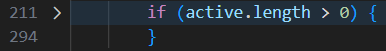 211 > if (active.length > 0) {
294 }